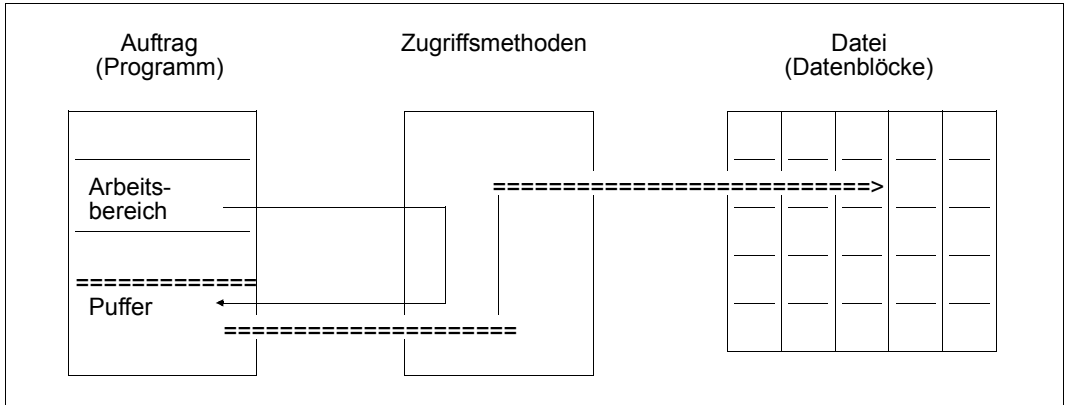 Auftrag
(Programm)
Zugriffsmethoden
Datei
(Datenblöcke)
Arbeits-
bereich
===========================>
=============
Puffer
=====================